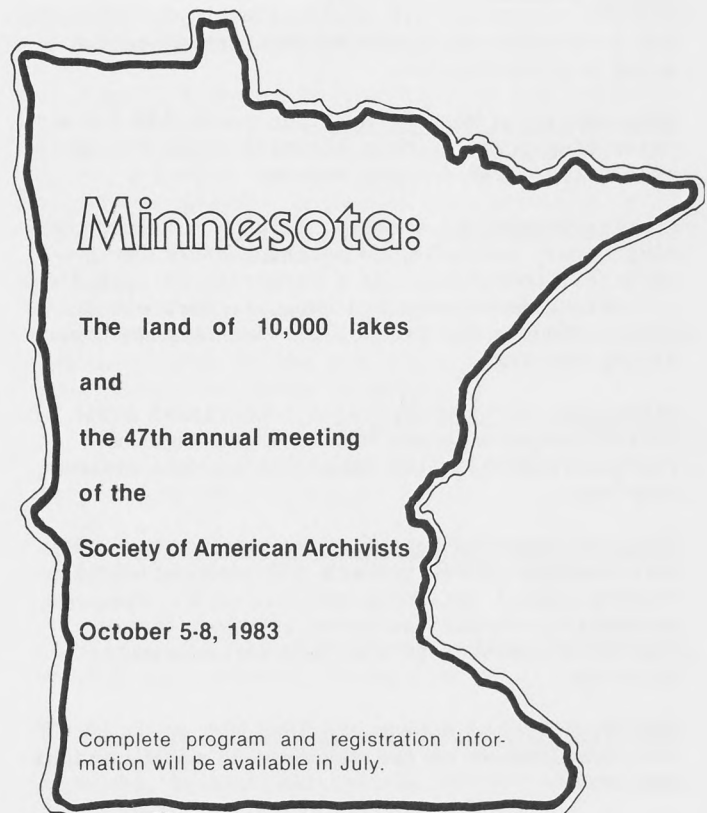 Minnesota:
The land of 10,000 lakes
and
the 47th annual meeting
of the
Society of American Archivists
October 5-8, 1983
Complete program and registration infor-
mation will be available in July.